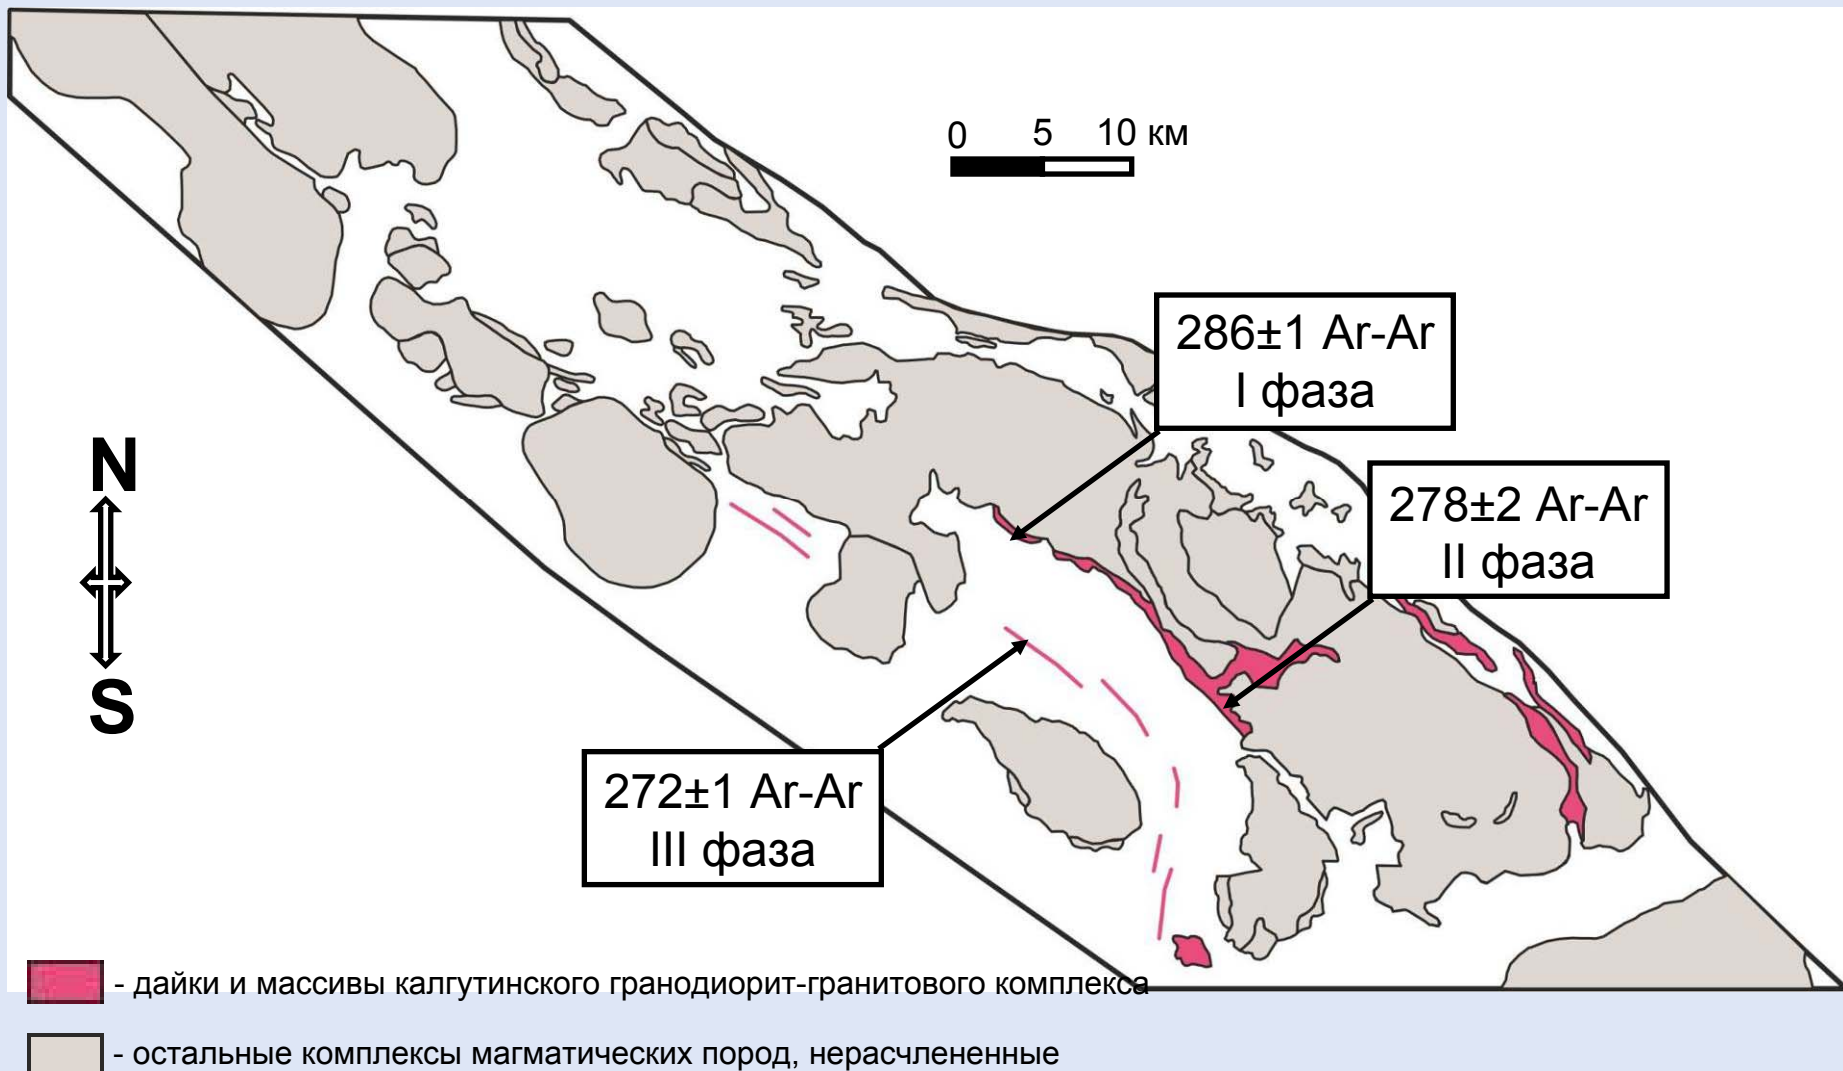 0 5 10 км
286±1 Ar-Ar
I фаза
278±2 Ar-Ar
II фаза
N
S
272±1 Ar-Ar
III фаза
- дайки и массивы калгутинского гранодиорит-гранитового комплекса
- остальные комплексы магматических пород, нерасчлененные